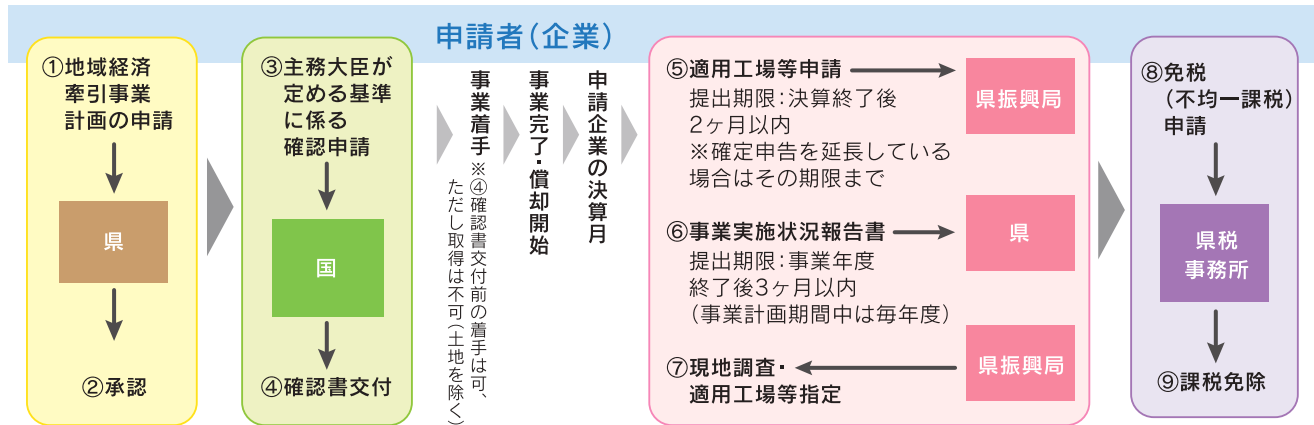 申請者(企業)
①地域経済
牽引事業
計画の申請
県
②承認
③主務大臣が
定める基準
に係る
確認申請
国
④確認書交付
事業着手
※④確認書交付前の着手は可、
ただし取得は不可(土地を除く)
事業完了・償却開始
申請企業の決算月
⑤適用工場等申請
県振興局
提出期限:決算終了後
2ヶ月以内
※確定申告を延長している
場合はその期限まで
⑥事業実施状況報告書
県
提出期限:事業年度
終了後3ヶ月以内
(事業計画期間中は毎年度)
⑦現地調査・
適用工場等指定
県振興局
⑧免税
(不均一課税)
申請
県税
事務所
⑨課税免除